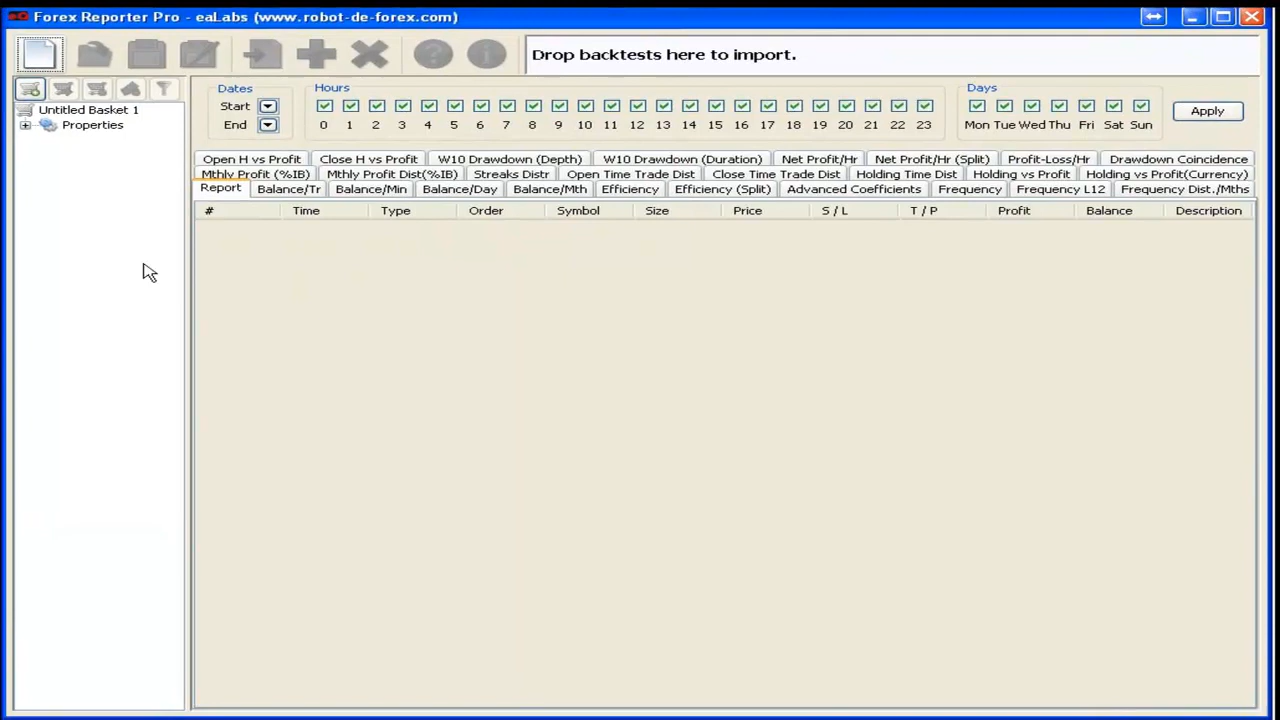 Forex Reporter Pro - eaLabs (www.robot-de-forex.com)
Drop backtests here to import.
Untitled Basket 1
Properties
Dates
Start
End
Hours
0 1 2 3 4 5 6 7 8 9 10 11 12 13 14 15 16 17 18 19 20 21 22 23
Days
Mon Tue Wed Thu Fri Sat Sun
Apply
Open H vs Profit Close H vs Profit W10 Drawdown (Depth) W10 Drawdown (Duration) Net Profit/Hr Net Profit/Hr (Split) Profit-Loss/Hr Drawdown Coincidence
Mthly Profit (%IB) Mthly Profit Dist(%IB) Streaks Distr Open Time Trade Dist Close Time Trade Dist Holding Time Dist Holding vs Profit Holding vs Profit(Currency)
Report Balance/Tr Balance/Min Balance/Day Balance/Mth Efficiency Efficiency (Split) Advanced Coefficients Frequency Frequency L12 Frequency Dist./Mths
# Time Type Order Symbol Size Price S / L T / P Profit Balance Description